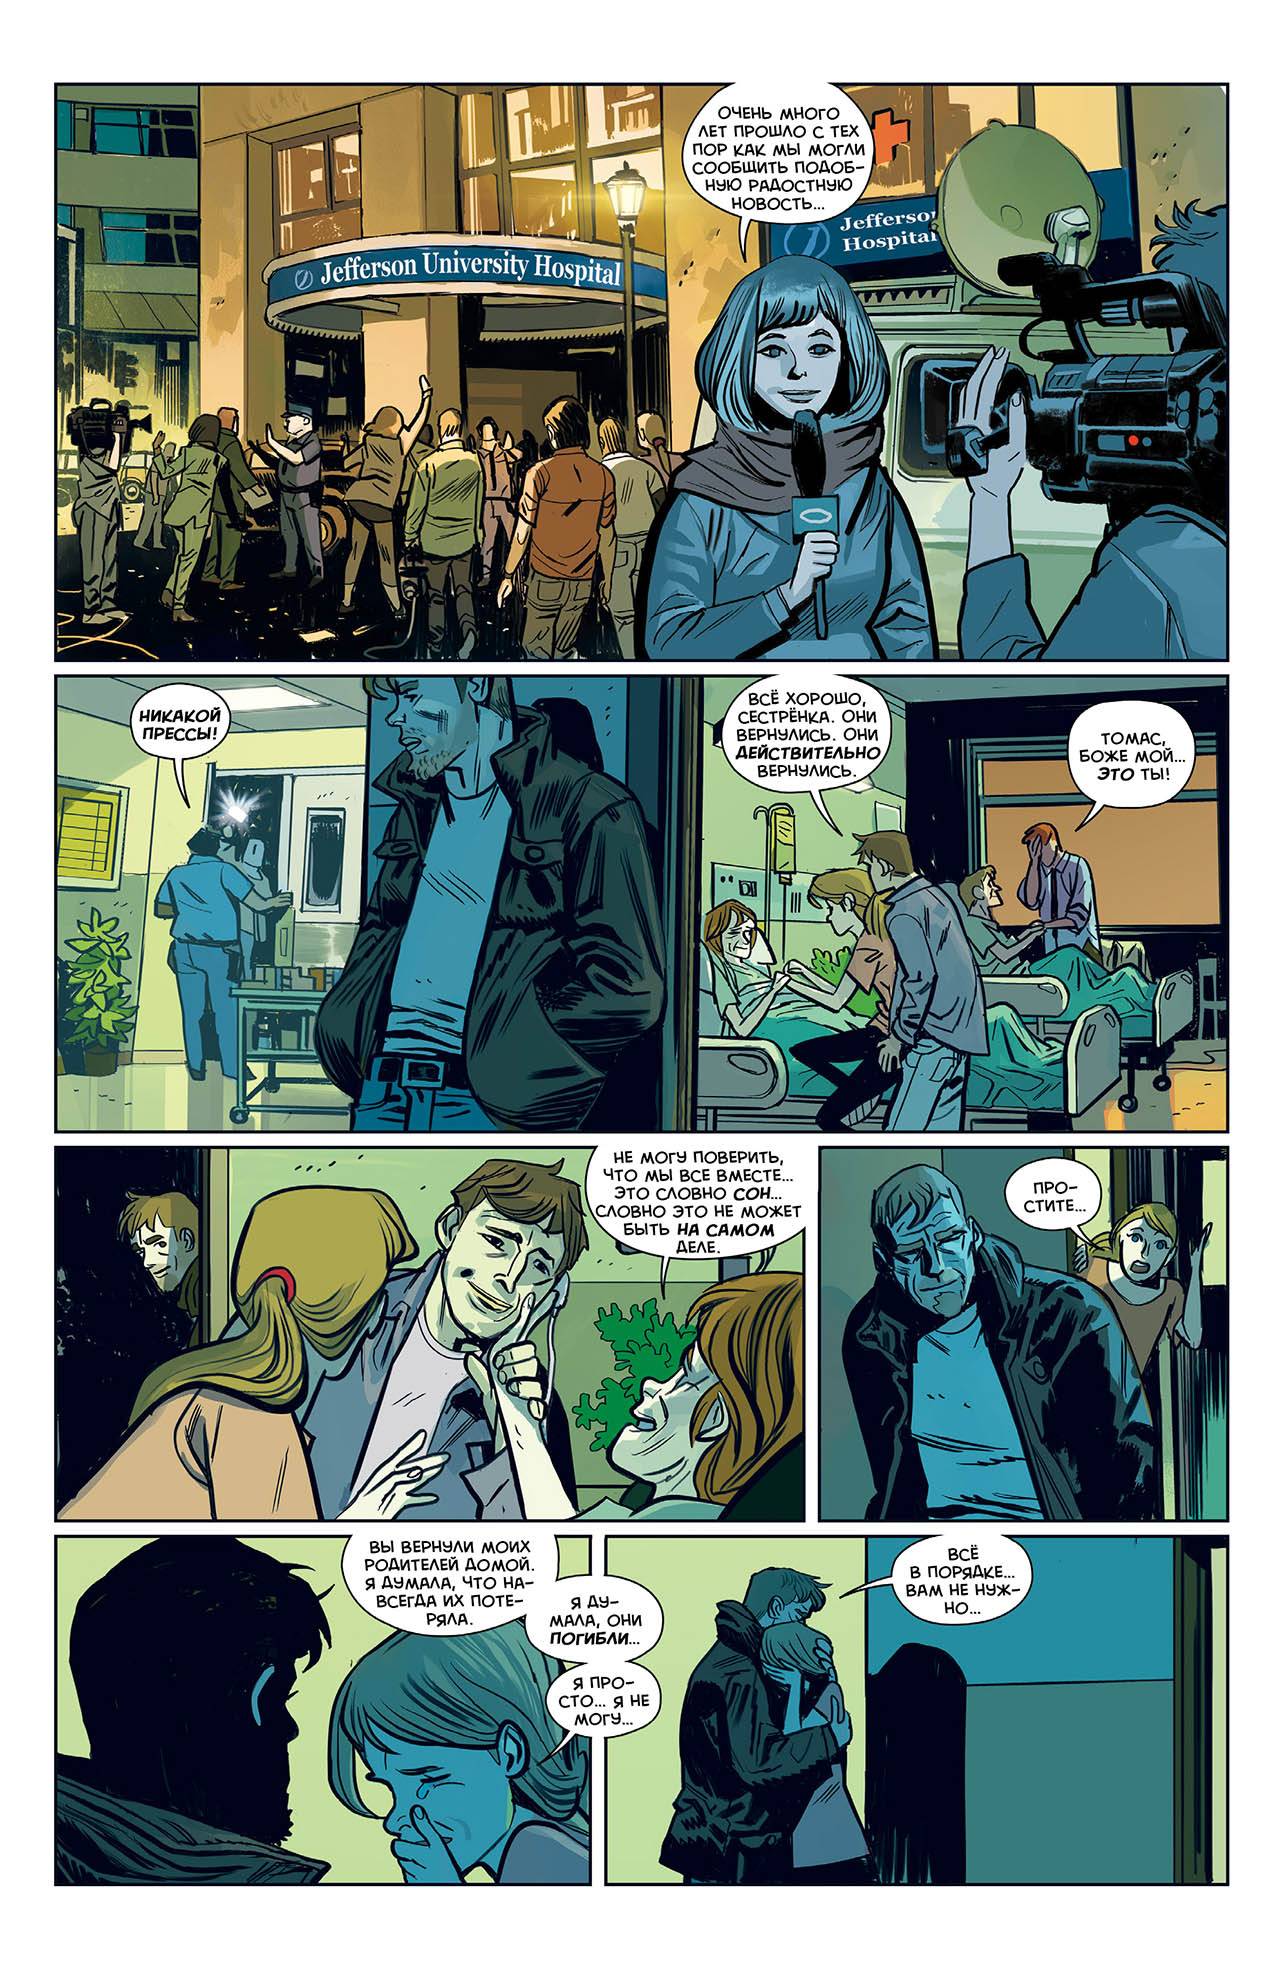 ОЧЕНЬ МНОГО
ЛЕТ ПРОШЛО С ТЕХ
ПОР КАК МЫ МОГЛИ
СООБЩИТЬ ПОДОБ-
НУЮ РАДОСТНУЮ
НОВОСТЬ...
Jefferson University Hospital
Jefferso
Hospital
НИКАКОЙ
ПРЕССЫ!
ВСЁ ХОРОШО,
СЕСТРЁНКА. ОНИ
ВЕРНУЛИСЬ. ОНИ
ДЕЙСТВИТЕЛЬНО
ВЕРНУЛИСЬ.
ТОМАС,
БОЖЕ МОЙ...
ЭТО ТЫ!
НЕ МОГУ ПОВЕРИТЬ,
ЧТО МЫ ВСЕ ВМЕСТЕ...
ЭТО СЛОВНО СОН...
СЛОВНО ЭТО НЕ МОЖЕТ
БЫТЬ НА САМОМ
ДЕЛЕ.
ПРО-
СТИТЕ...
ВЫ ВЕРНУЛИ МОИХ
РОДИТЕЛЕЙ ДОМОЙ.
Я ДУМАЛА, ЧТО НА-
ВСЕГДА ИХ ПОТЕ-
РЯЛА.
Я ДУ-
МАЛА, ОНИ
ПОГИБЛИ...
Я ПРО-
СТО... Я НЕ
МОГУ...
ВСЁ
В ПОРЯДКЕ...
ВАМ НЕ НУЖ-
НО...